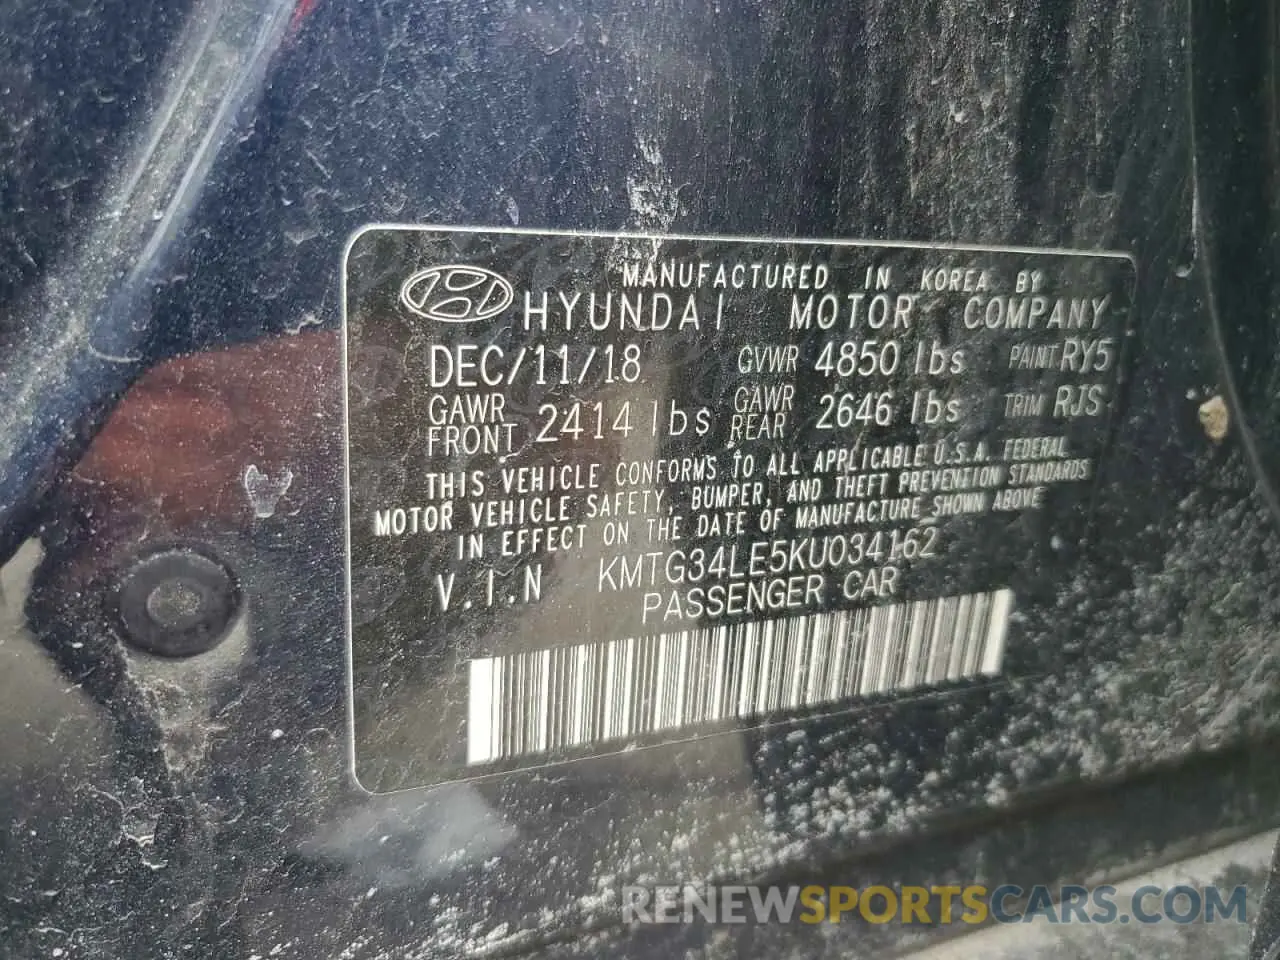 MANUFACTURED IN KOREA BY
HYUNDAI MOTOR COMPANY
DEC/11/18 GVWR 4850 lbs PAINT RY5
GAWR FRONT 2414 lbs GAWR REAR 2646 lbs TRIM RJS
THIS VEHICLE CONFORMS TO ALL APPLICABLE U.S.A. FEDERAL
MOTOR VEHICLE SAFETY, BUMPER, AND THEFT PREVENTION STANDARDS
IN EFFECT ON THE DATE OF MANUFACTURE SHOWN ABOVE
V.I.N KMTG34LE5KU034162
PASSENGER CAR
RENEWSPORTSCARS.COM